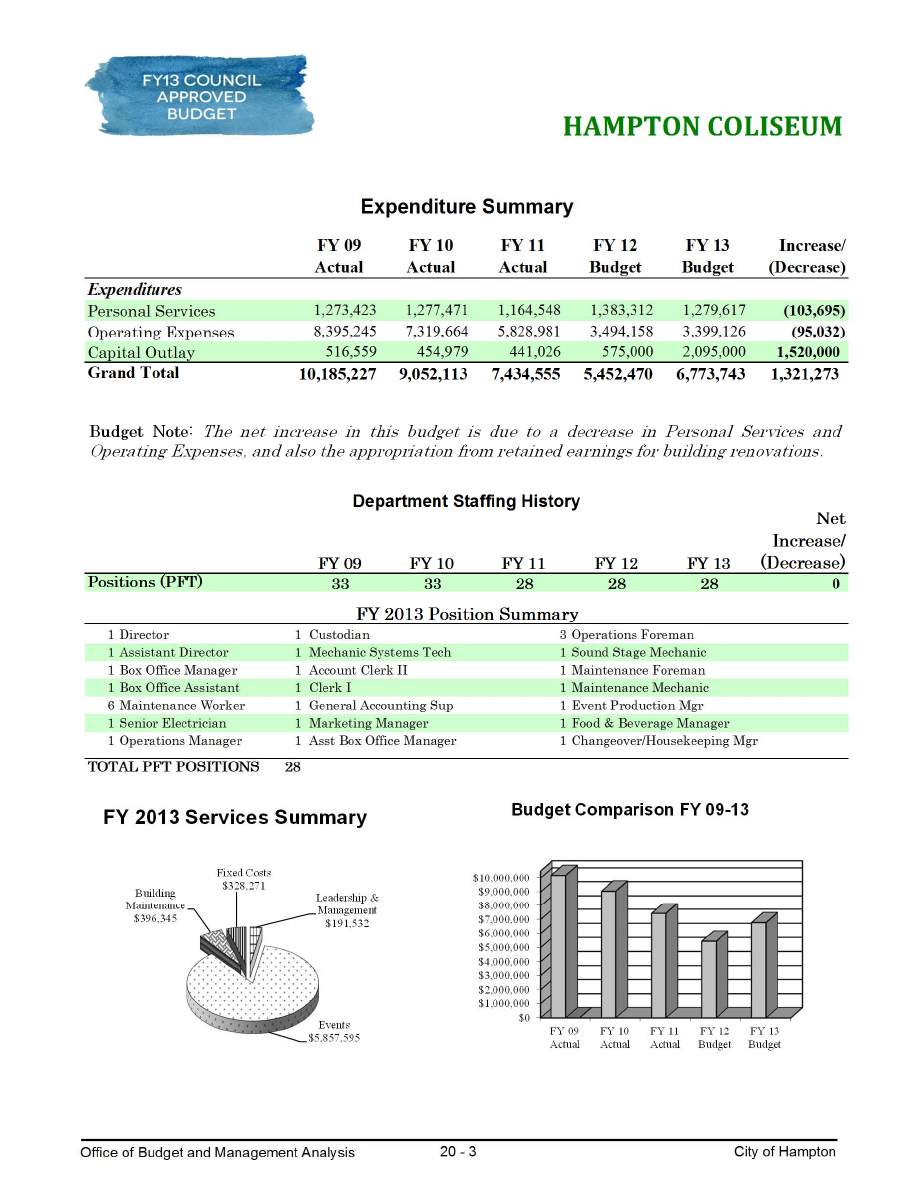 FY13 COUNCIL
APPROVED
BUDGET
HAMPTON COLISEUM
Expenditure Summary
FY 09 FY 10 FY 11 FY 12 FY 13 Increase/
Actual Actual Actual Budget Budget (Decrease)
Expenditures
Personal Services 1,273,423 1,277,471 1,164,548 1,383,312 1,279,617 (103,695)
Operating Expenses 8,395,245 7,319,664 5,828,981 3,494,158 3,399,126 (95,032)
Capital Outlay 516,559 454,979 441,026 575,000 2,095,000 1,520,000
Grand Total 10,185,227 9,052,113 7,434,555 5,452,470 6,773,743 1,321,273
Budget Note: The net increase in this budget is due to a decrease in Personal Services and
Operating Expenses, and also the appropriation from retained earnings for building renovations.
Department Staffing History
Net
Increase/
FY 09 FY 10 FY 11 FY 12 FY 13 (Decrease)
Positions (PFT) 33 33 28 28 28 0
FY 2013 Position Summary
1 Director 1 Custodian 3 Operations Foreman
1 Assistant Director 1 Mechanic Systems Tech 1 Sound Stage Mechanic
1 Box Office Manager 1 Account Clerk II 1 Maintenance Foreman
1 Box Office Assistant 1 Clerk I 1 Maintenance Mechanic
6 Maintenance Worker 1 General Accounting Sup 1 Event Production Mgr
1 Senior Electrician 1 Marketing Manager 1 Food & Beverage Manager
1 Operations Manager 1 Asst Box Office Manager 1 Changeover/Housekeeping Mgr
TOTAL PFT POSITIONS 28
FY 2013 Services Summary
Fixed Costs
$328,271
Building
Maintenance
$396,345
Leadership &
Management
$191,532
Events
$5,857,595
Budget Comparison FY 09-13
$10,000,000
$9,000,000
$8,000,000
$7,000,000
$6,000,000
$5,000,000
$4,000,000
$3,000,000
$2,000,000
$1,000,000
$0
FY 09 FY 10 FY 11 FY 12 FY 13
Actual Actual Actual Budget Budget
Office of Budget and Management Analysis 20 - 3 City of Hampton